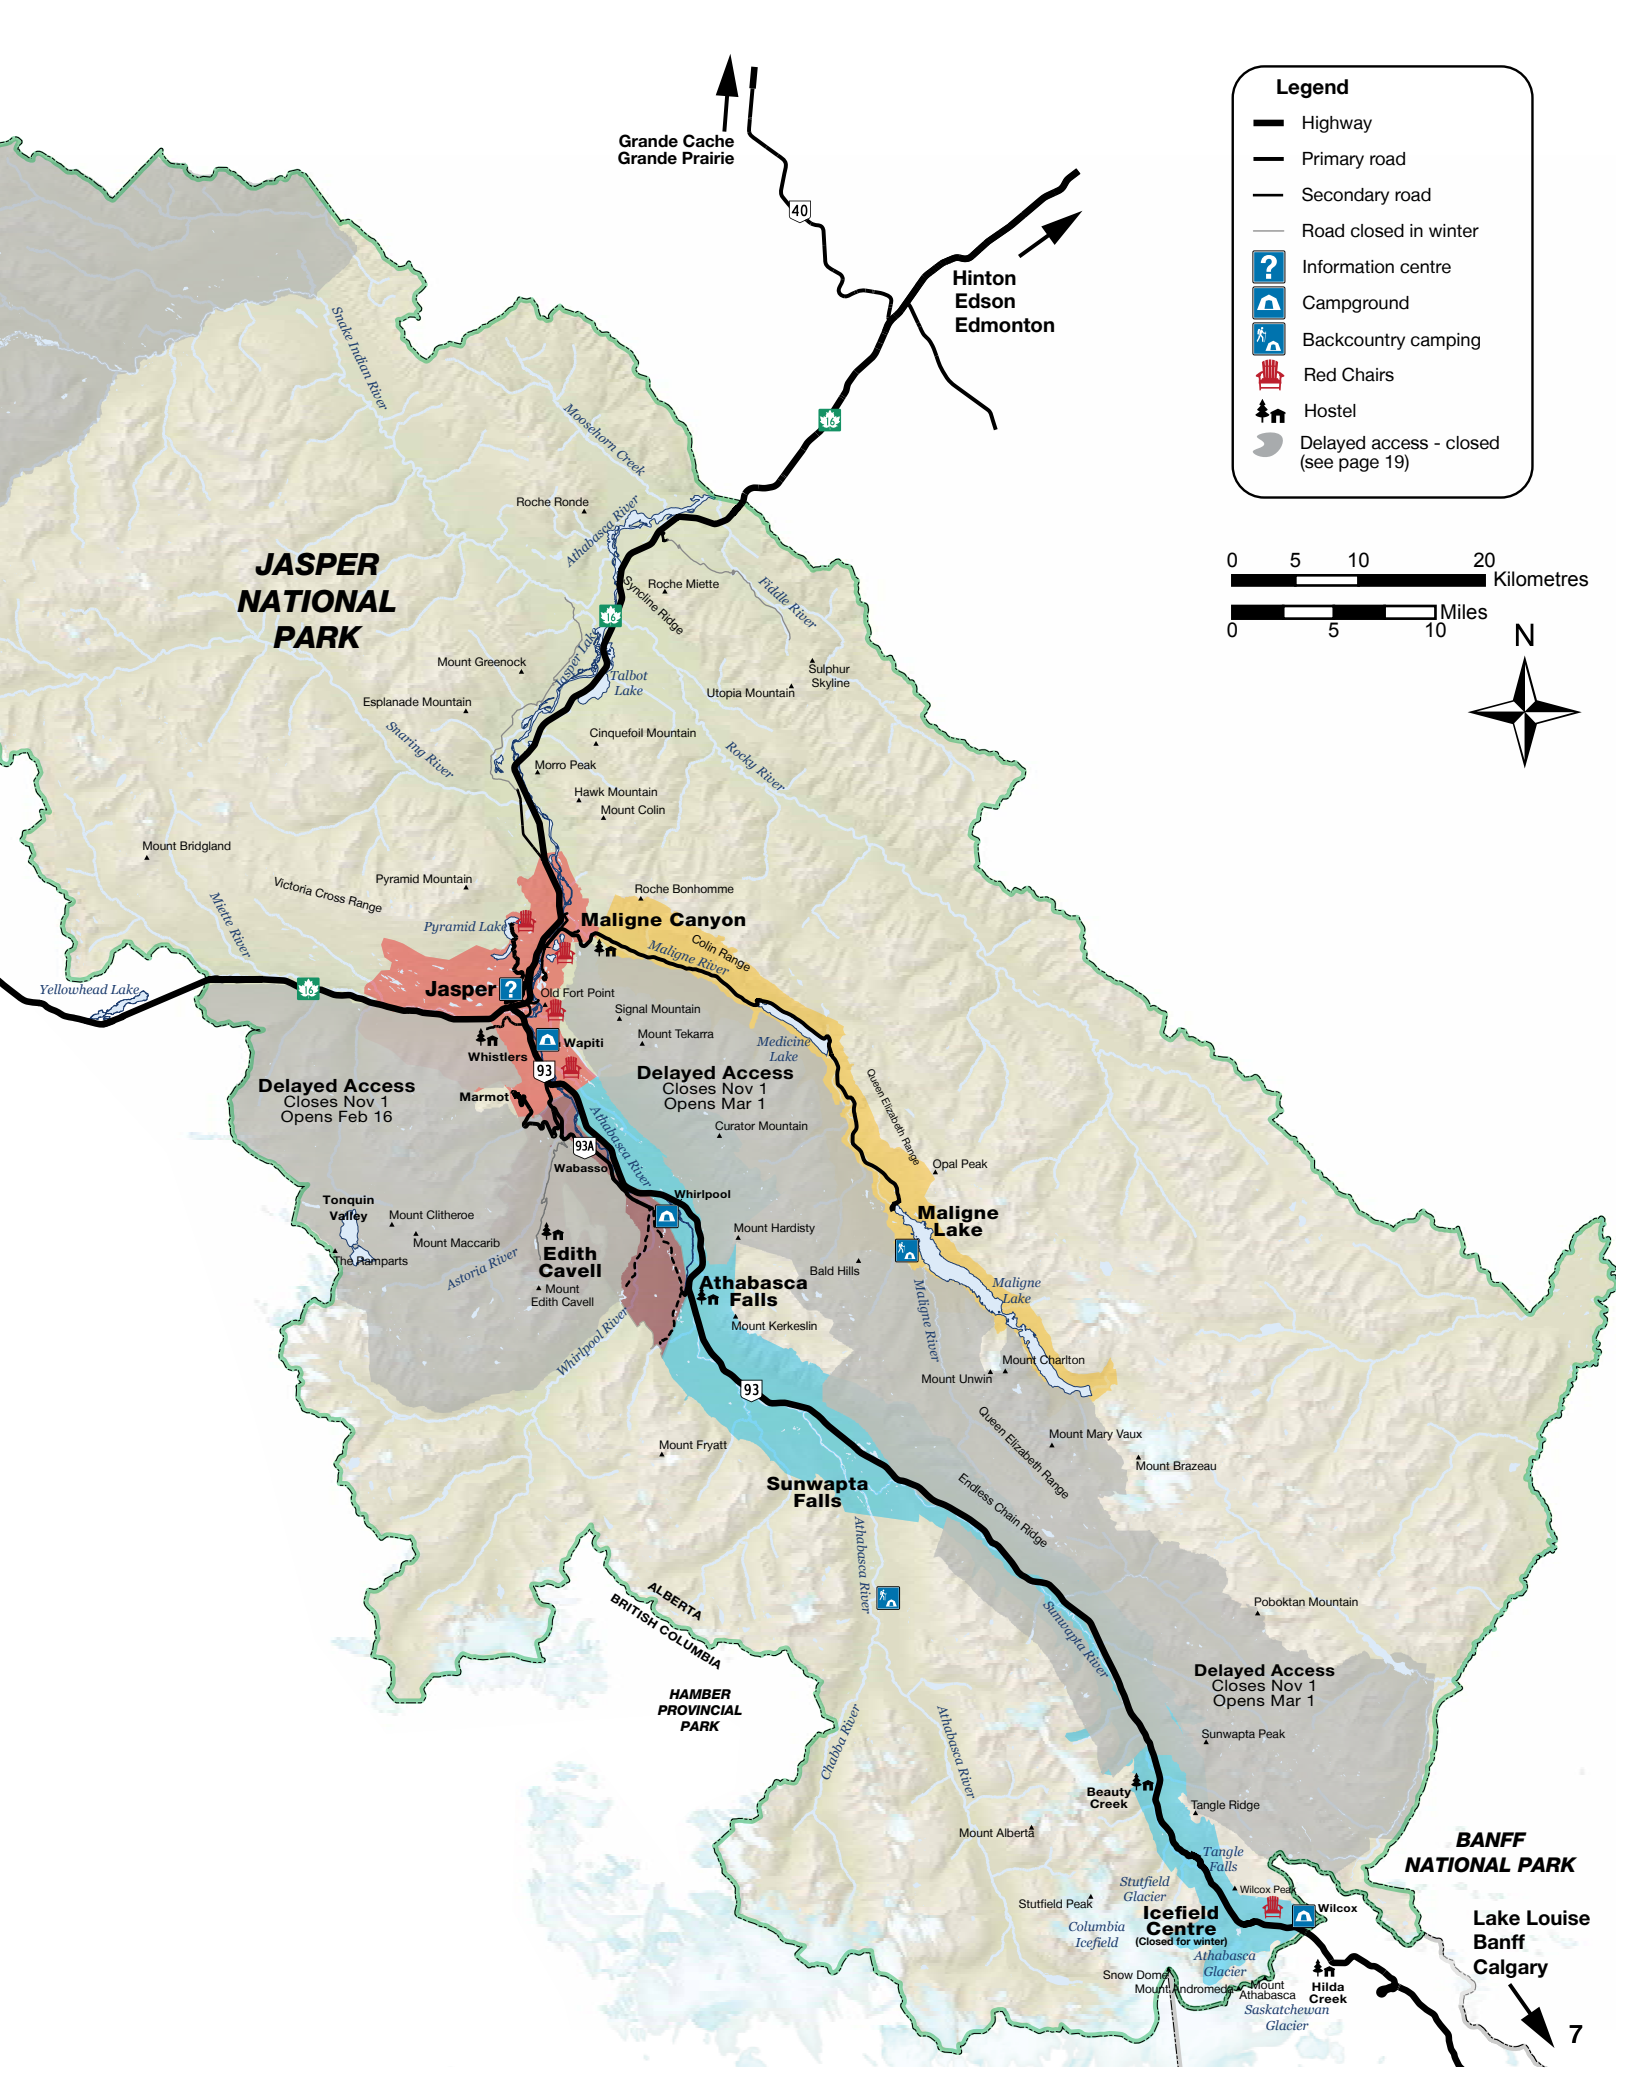 Legend
Highway
Primary road
Secondary road
Road closed in winter
? Information centre
Campground
Backcountry camping
Red Chairs
Hostel
Delayed access - closed
(see page 19)
0 5 10 20
Kilometres
Miles
0 5 10
N
Grande Cache
Grande Prairie
40
Hinton
Edson
Edmonton
16
Snake Indian River
Moosehorn Creek
Roche Ronde
Athabasca River
JASPER
NATIONAL
PARK
Syncline Ridge
Roche Miette
Fiddle River
16
Jasper Lake
Mount Greenock
Talbot
Lake
Sulphur
Skyline
Utopia Mountain
Esplanade Mountain
Snaring River
Cinquefoil Mountain
Rocky River
Morro Peak
Hawk Mountain
Mount Colin
Mount Bridgland
Victoria Cross Range
Pyramid Mountain
Roche Bonhomme
Miette River
Pyramid Lake
Maligne Canyon
Colin Range
Maligne River
Yellowhead Lake
16
Jasper
?
Old Fort Point
Signal Mountain
Mount Tekarra
Medicine
Lake
Wapiti
Whistlers
93
Delayed Access
Closes Nov 1
Opens Feb 16
Delayed Access
Closes Nov 1
Opens Mar 1
Queen Elizabeth Range
Marmot
Athabasca River
Curator Mountain
93A
Wabasso
Opal Peak
Whirlpool
Tonquin
Valley
Mount Clitheroe
Mount Maccarib
The Ramparts
Astoria River
Edith
Cavell
Mount
Edith Cavell
Mount Hardisty
Maligne
Lake
Bald Hills
Athabasca
Falls
Maligne
Lake
Maligne River
Mount Kerkeslin
Whirlpool River
Mount Charlton
Mount Unwin
93
Queen Elizabeth Range
Mount Mary Vaux
Mount Brazeau
Mount Fryatt
Sunwapta
Falls
Endless Chain Ridge
Athabasca River
ALBERTA
BRITISH COLUMBIA
Poboktan Mountain
Sunwapta River
Delayed Access
Closes Nov 1
Opens Mar 1
HAMBER
PROVINCIAL
PARK
Chaba River
Athabasca River
Sunwapta Peak
Beauty
Creek
Tangle Ridge
Mount Alberta
Tangle
Falls
BANFF
NATIONAL PARK
Stutfield
Glacier
Wilcox Peak
Stutfield Peak
Wilcox
Icefield
Centre
(Closed for winter)
Columbia
Icefield
Lake Louise
Banff
Calgary
Athabasca
Glacier
Snow Dome
Mount Andromeda
Mount
Athabasca
Hilda
Creek
Saskatchewan
Glacier
7